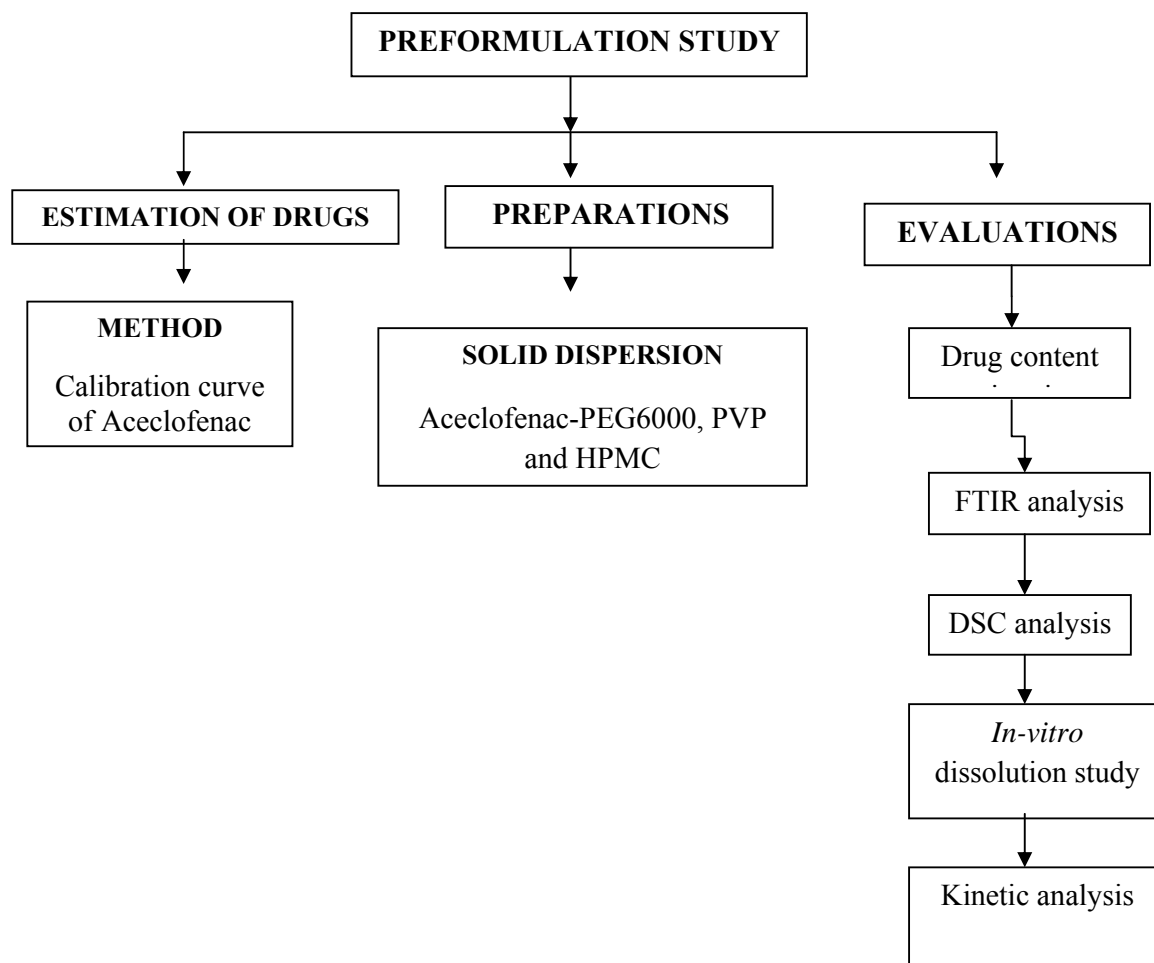 PREFORMULATION STUDY
ESTIMATION OF DRUGS
PREPARATIONS
EVALUATIONS
METHOD
Calibration curve
of Aceclofenac
SOLID DISPERSION
Aceclofenac-PEG6000, PVP
and HPMC
Drug content
FTIR analysis
DSC analysis
In-vitro
dissolution study
Kinetic analysis